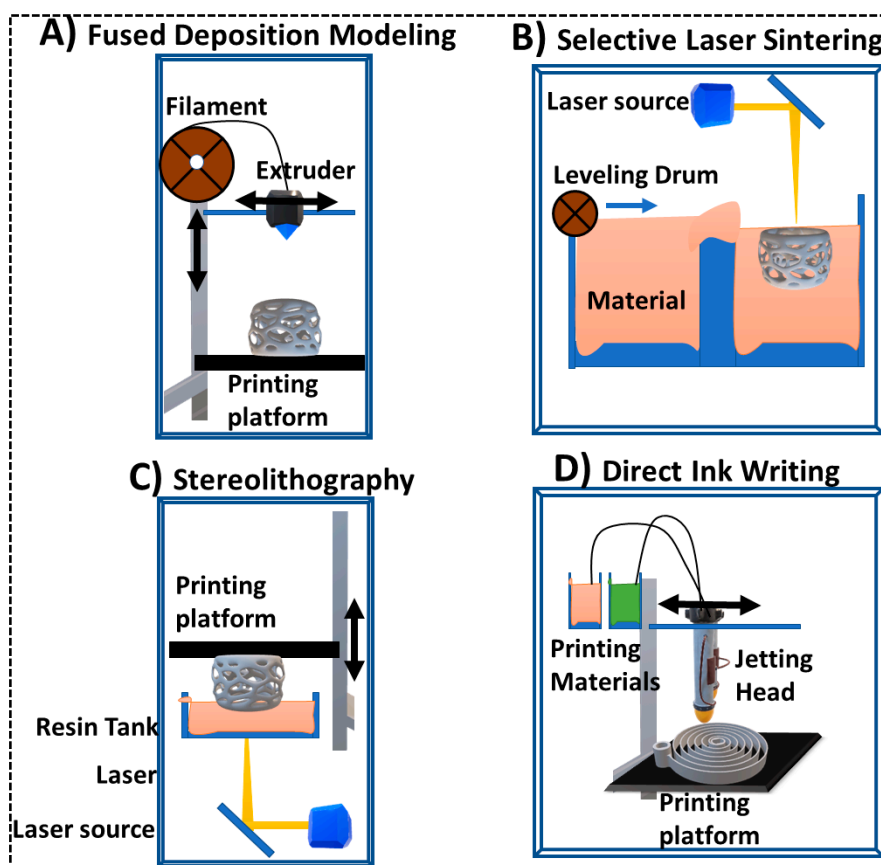 A) Fused Deposition Modeling
Filament
Extruder
Printing
platform
B) Selective Laser Sintering
Laser source
Leveling Drum
Material
C) Stereolithography
Printing
platform
Resin Tank
Laser
Laser source
D) Direct Ink Writing
Printing
Materials
Jetting
Head
Printing
platform